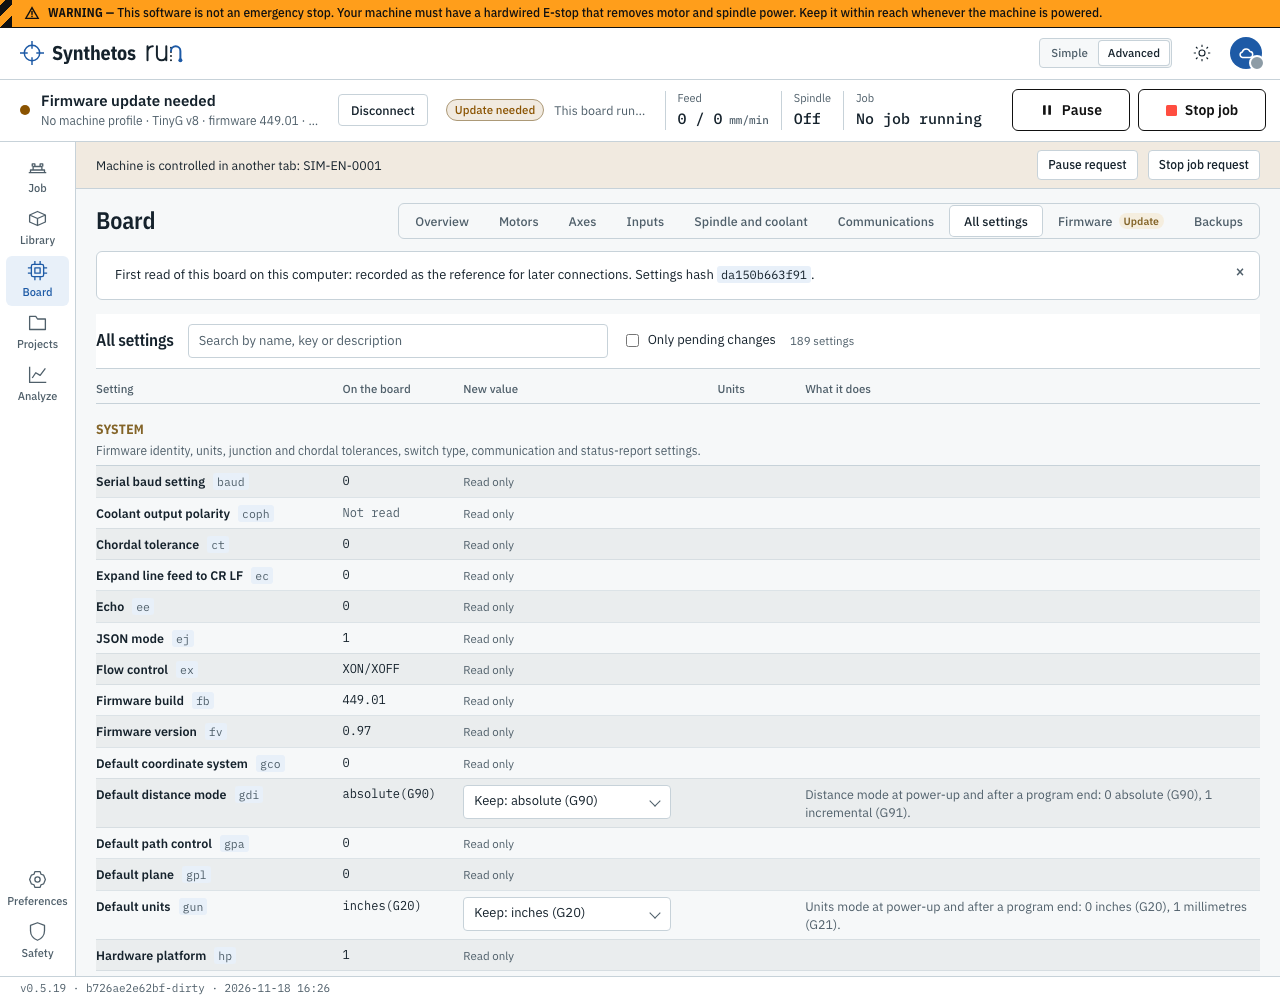 WARNING — This software is not an emergency stop. Your machine must have a hardwired E-stop that removes motor and spindle power. Keep it within reach whenever the machine is powered.
Synthetos run
Simple Advanced
Firmware update needed
No machine profile · TinyG v8 · firmware 449.01 · ...
Disconnect
Update needed
This board run...
Feed
0 / 0 mm/min
Spindle
Off
Job
No job running
Pause
Stop job
Job
Library
Board
Projects
Analyze
Preferences
Safety
Machine is controlled in another tab: SIM-EN-0001
Pause request
Stop job request
Board
Overview Motors Axes Inputs Spindle and coolant Communications All settings Firmware Update Backups
First read of this board on this computer: recorded as the reference for later connections. Settings hash da150b663f91.
×
All settings
Search by name, key or description
Only pending changes
189 settings
Setting On the board New value Units What it does
SYSTEM
Firmware identity, units, junction and chordal tolerances, switch type, communication and status-report settings.
Serial baud setting baud 0 Read only
Coolant output polarity coph Not read Read only
Chordal tolerance ct 0 Read only
Expand line feed to CR LF ec 0 Read only
Echo ee 0 Read only
JSON mode ej 1 Read only
Flow control ex XON/XOFF Read only
Firmware build fb 449.01 Read only
Firmware version fv 0.97 Read only
Default coordinate system gco 0 Read only
Default distance mode gdi absolute(G90) Keep: absolute (G90) Distance mode at power-up and after a program end: 0 absolute (G90), 1
incremental (G91).
Default path control gpa 0 Read only
Default plane gpl 0 Read only
Default units gun inches(G20) Keep: inches (G20) Units mode at power-up and after a program end: 0 inches (G20), 1 millimetres
(G21).
Hardware platform hp 1 Read only
v0.5.19 · b726ae2e62bf-dirty · 2026-11-18 16:26